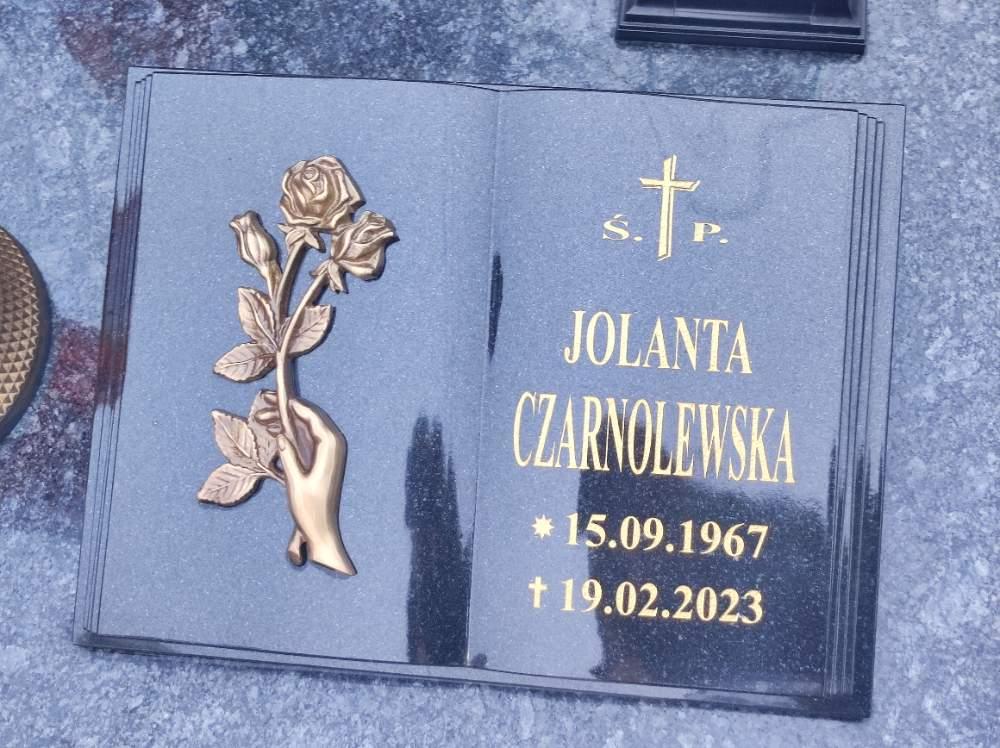 Ś. P.
JOLANTA
CZARNOLEWSKA
* 15.09.1967
† 19.02.2023